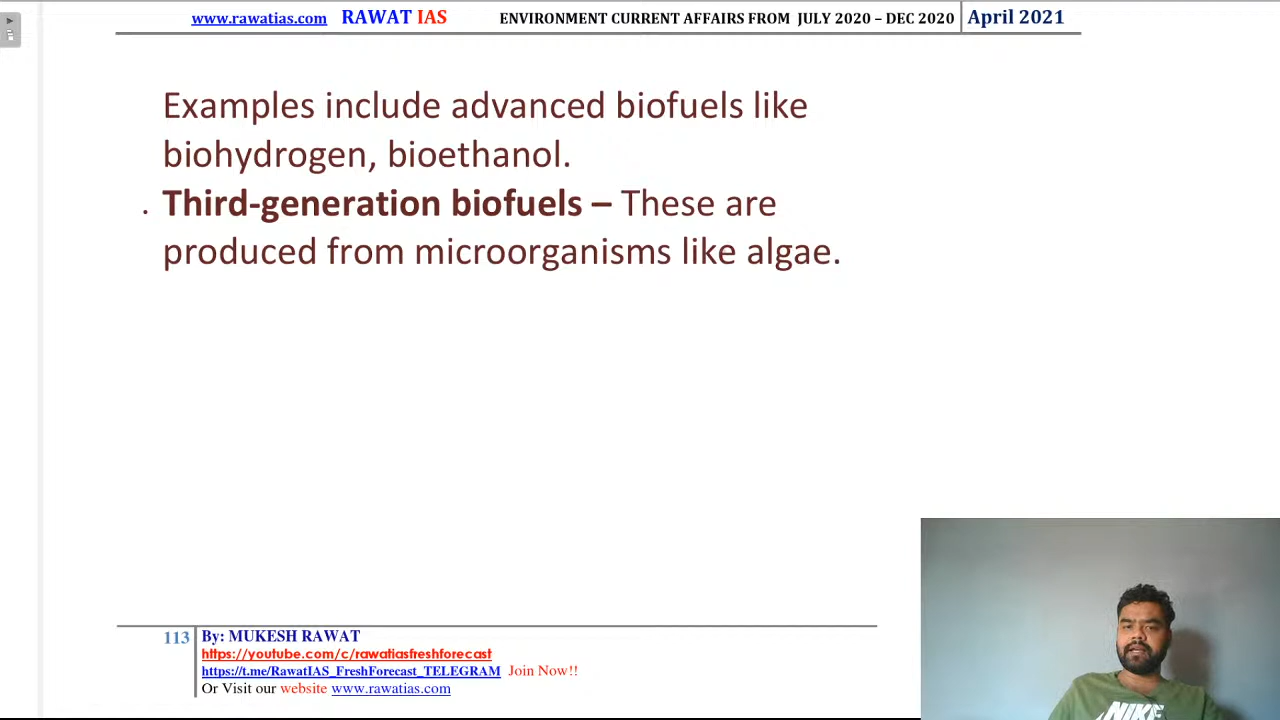 www.rawatias.com RAWAT IAS ENVIRONMENT CURRENT AFFAIRS FROM JULY 2020 – DEC 2020 April 2021
Examples include advanced biofuels like
biohydrogen, bioethanol.
. Third-generation biofuels – These are
produced from microorganisms like algae.
113 By: MUKESH RAWAT
https://youtube.com/c/rawatiasfreshforecast
https://t.me/RawatIAS_FreshForecast_TELEGRAM Join Now!!
Or Visit our website www.rawatias.com
NIKE